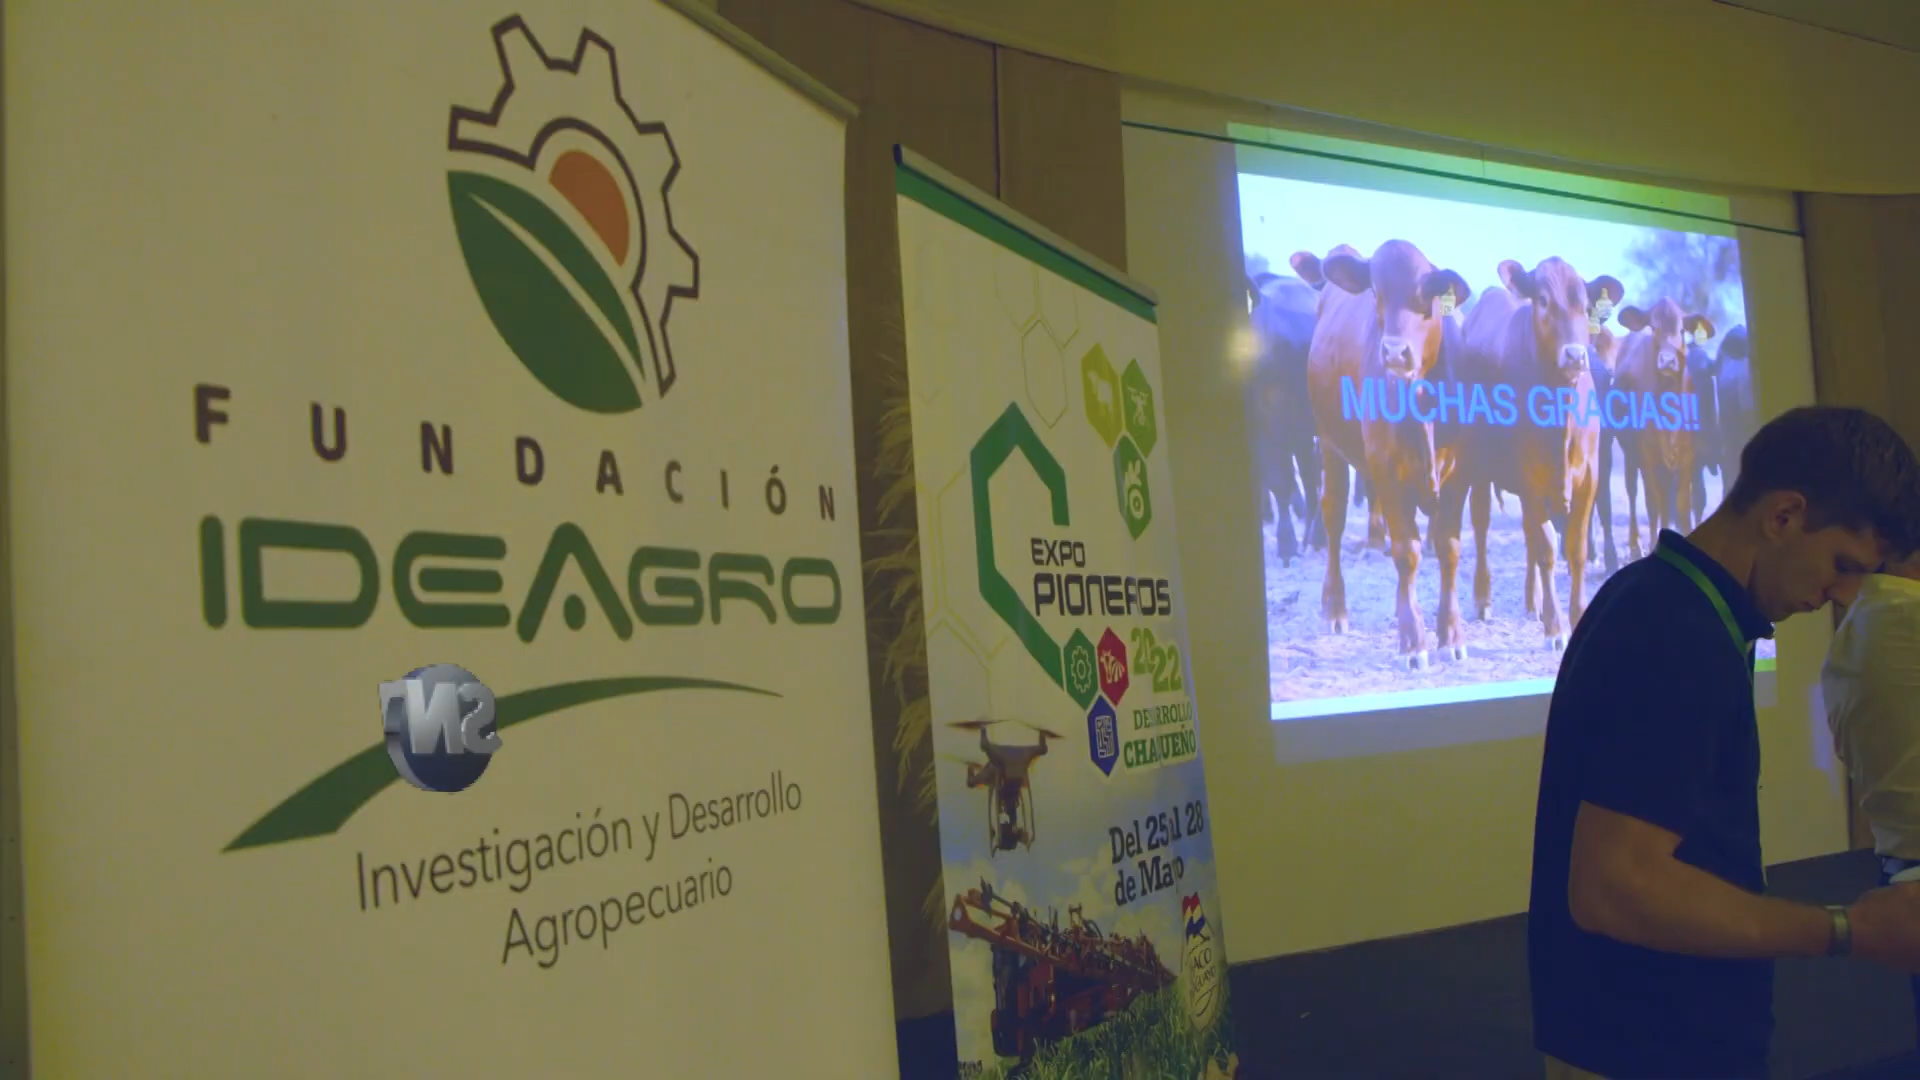 FUNDACIÓN
IDEAGRO
Investigación y Desarrollo
Agropecuario
EXPO
PIONEROS
2022
DESARROLLO
CHAQUEÑO
Del 25 al 28
de Mayo
MUCHAS GRACIAS!!